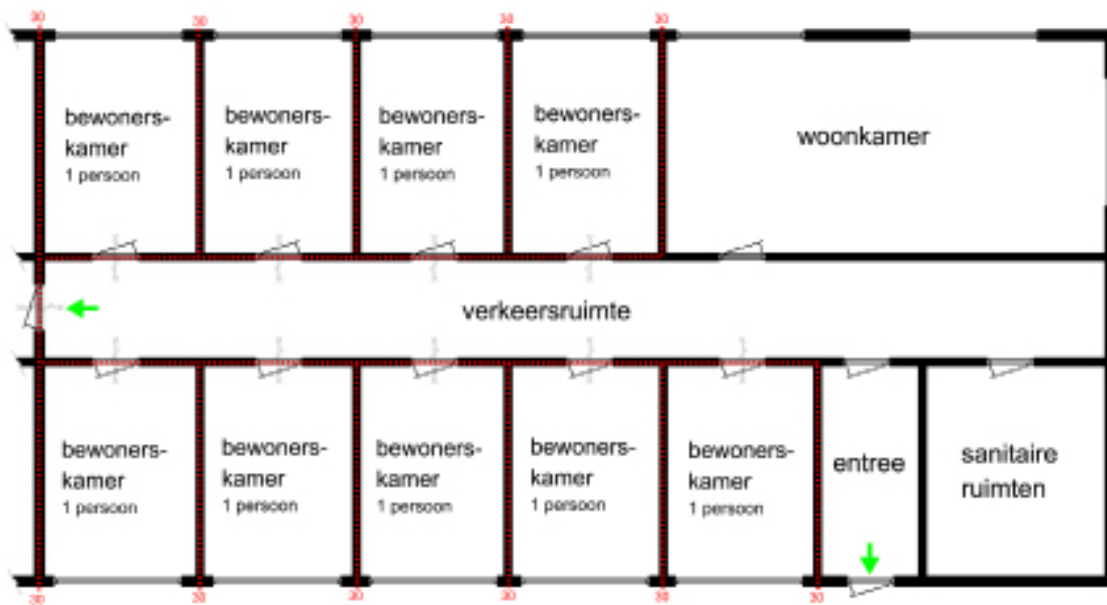 30 30 30 30 30
bewoners-
kamer
1 persoon
bewoners-
kamer
1 persoon
bewoners-
kamer
1 persoon
bewoners-
kamer
1 persoon
woonkamer
verkeersruimte
bewoners-
kamer
1 persoon
bewoners-
kamer
1 persoon
bewoners-
kamer
1 persoon
bewoners-
kamer
1 persoon
bewoners-
kamer
1 persoon
entree
sanitaire
ruimten
30 30 30 30 30 30